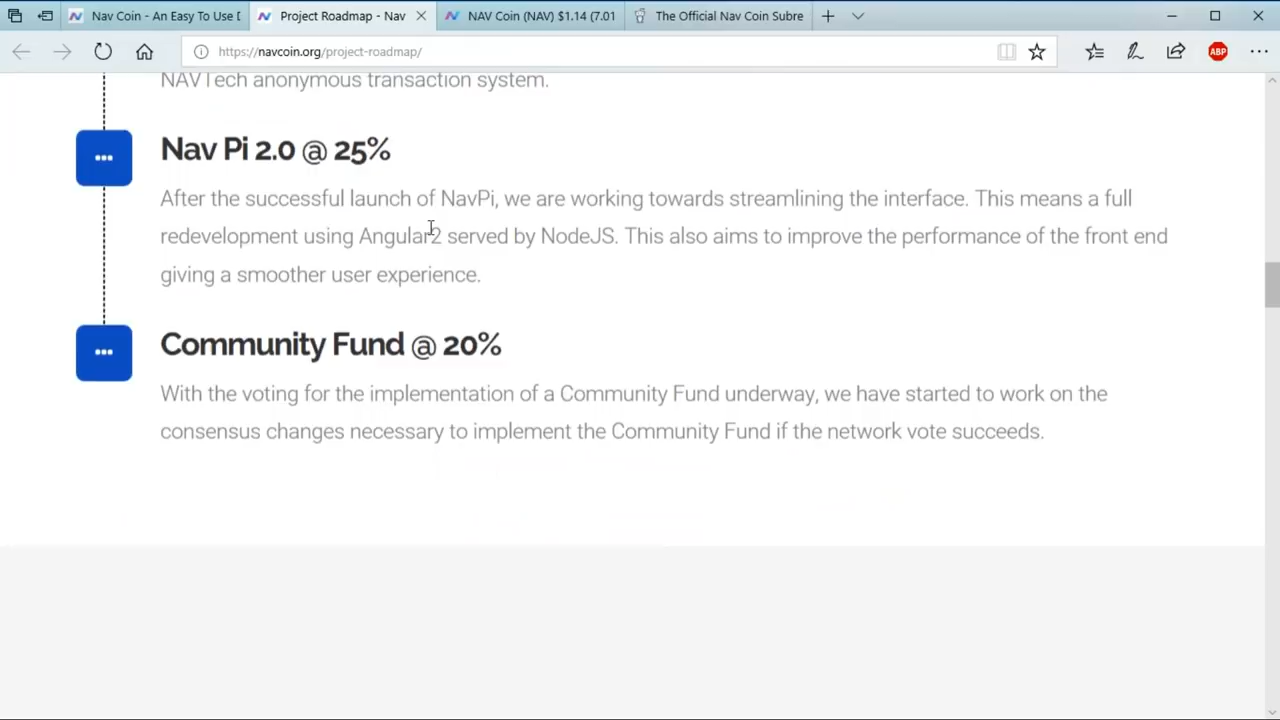 Nav Coin - An Easy To Use D
Project Roadmap - Nav
NAV Coin (NAV) $1.14 (7.01
The Official Nav Coin Subre
https://navcoin.org/project-roadmap/
ABP
NAVTech anonymous transaction system.
Nav Pi 2.0 @ 25%
After the successful launch of NavPi, we are working towards streamlining the interface. This means a full
redevelopment using Angular2 served by NodeJS. This also aims to improve the performance of the front end
giving a smoother user experience.
Community Fund @ 20%
With the voting for the implementation of a Community Fund underway, we have started to work on the
consensus changes necessary to implement the Community Fund if the network vote succeeds.